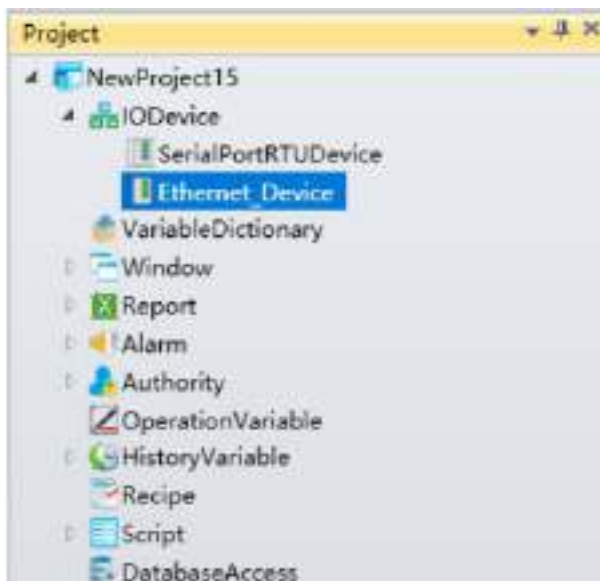 Project
NewProject15
IODevice
SerialPortRTUDevice
Ethernet_Device
VariableDictionary
Window
Report
Alarm
Authority
OperationVariable
HistoryVariable
Recipe
Script
DatabaseAccess